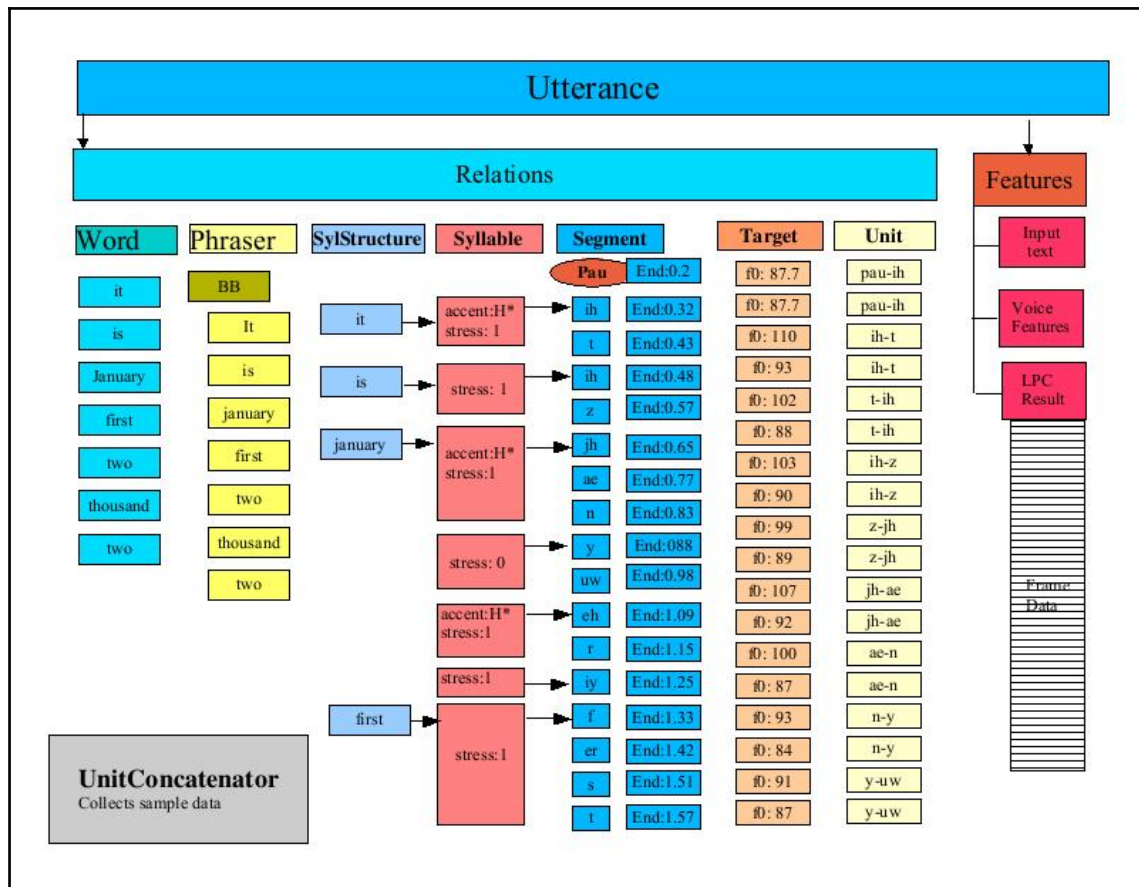 Utterance
Relations
Features
Word
Phraser
SylStructure
Syllable
Segment
Target
Unit
it
is
January
first
two
thousand
two
BB
It
is
january
first
two
thousand
two
it
is
january
first
accent:H*
stress: 1
stress: 1
accent:H*
stress:1
stress: 0
accent:H*
stress:1
stress:1
stress:1
Pau End:0.2
ih End:0.32
t End:0.43
ih End:0.48
z End:0.57
jh End:0.65
ae End:0.77
n End:0.83
y End:088
uw End:0.98
eh End:1.09
r End:1.15
iy End:1.25
f End:1.33
er End:1.42
s End:1.51
t End:1.57
f0: 87.7
f0: 87.7
f0: 110
f0: 93
f0: 102
f0: 88
f0: 103
f0: 90
f0: 99
f0: 89
f0: 107
f0: 92
f0: 100
f0: 87
f0: 93
f0: 84
f0: 91
f0: 87
pau-ih
pau-ih
ih-t
ih-t
t-ih
t-ih
ih-z
ih-z
z-jh
z-jh
jh-ae
jh-ae
ae-n
ae-n
n-y
n-y
y-uw
y-uw
Input
text
Voice
Features
LPC
Result
Frame
Data
UnitConcatenator
Collects sample data